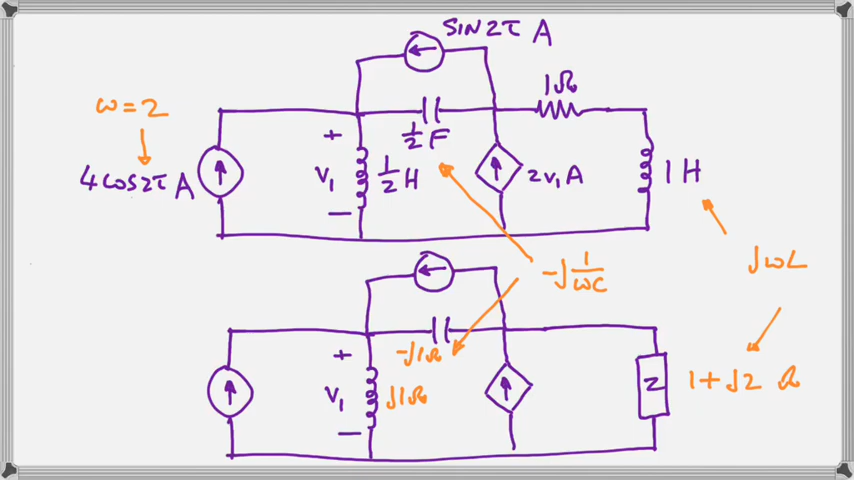 sin2t A
1Ω
ω=2
1/2 F
+
V₁
1/2 H
−
4cos2t A
2v₁ A
1 H
jωL
-j 1/ωC
-j1Ω
+
V₁
j1Ω
−
Z
1+j2 Ω